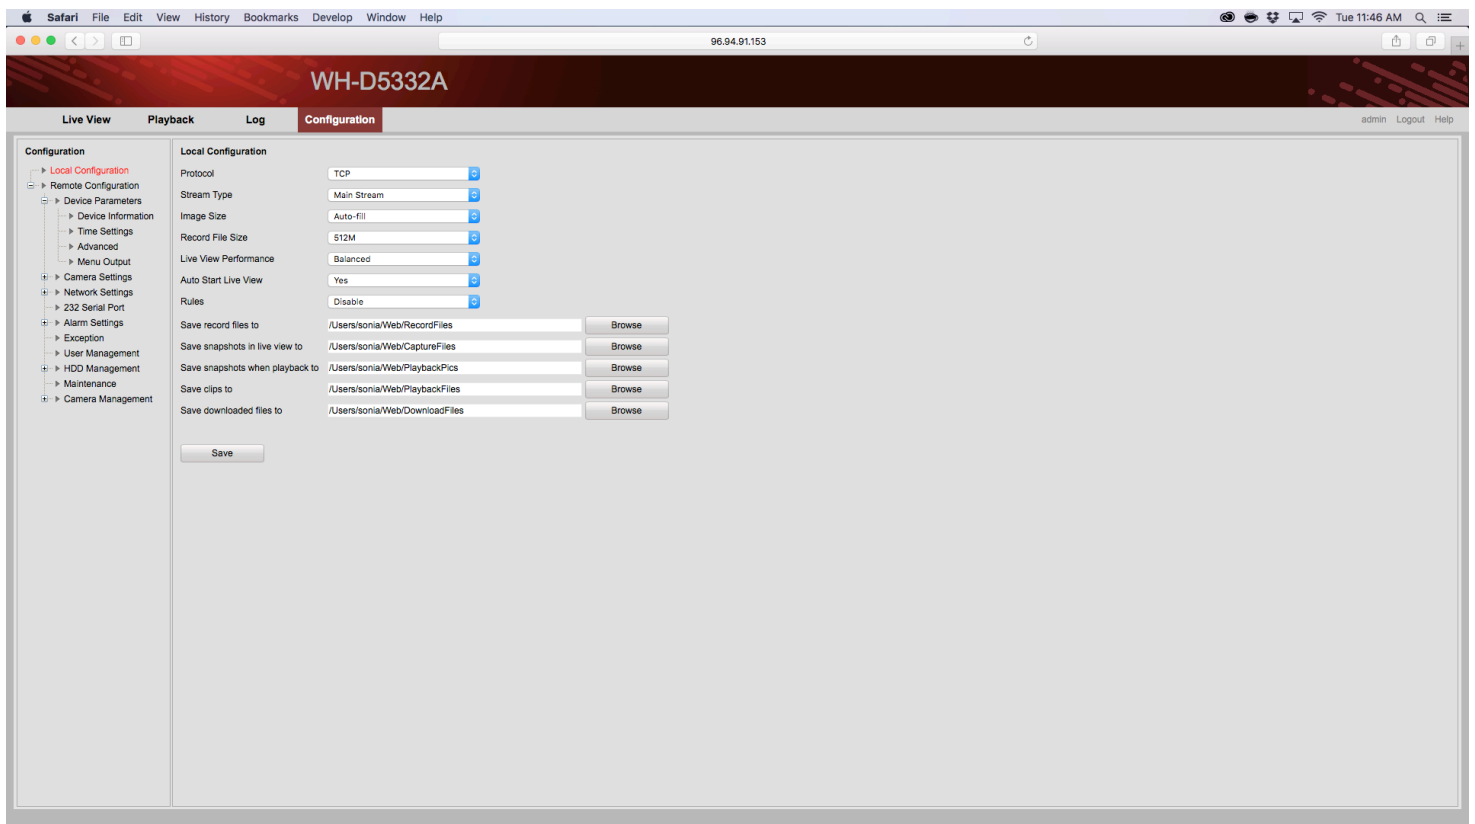 Safari File Edit View History Bookmarks Develop Window Help Tue 11:46 AM
96.94.91.153
WH-D5332A
Live View Playback Log Configuration admin Logout Help
Configuration
Local Configuration
Remote Configuration
Device Parameters
Device Information
Time Settings
Advanced
Menu Output
Camera Settings
Network Settings
232 Serial Port
Alarm Settings
Exception
User Management
HDD Management
Maintenance
Camera Management
Local Configuration
Protocol TCP
Stream Type Main Stream
Image Size Auto-fill
Record File Size 512M
Live View Performance Balanced
Auto Start Live View Yes
Rules Disable
Save record files to /Users/sonia/Web/RecordFiles Browse
Save snapshots in live view to /Users/sonia/Web/CaptureFiles Browse
Save snapshots when playback to /Users/sonia/Web/PlaybackPics Browse
Save clips to /Users/sonia/Web/PlaybackFiles Browse
Save downloaded files to /Users/sonia/Web/DownloadFiles Browse
Save